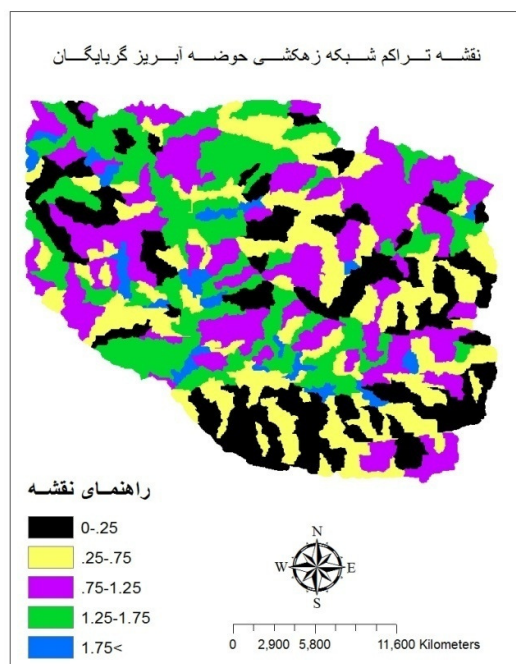 نقشه تراکم شبکه زهکشی حوضه آبریز گربایگان
راهنمای نقشه
0-.25
.25-.75
.75-1.25
1.25-1.75
1.75<
N
W E
S
0 2,900 5,800 11,600 Kilometers